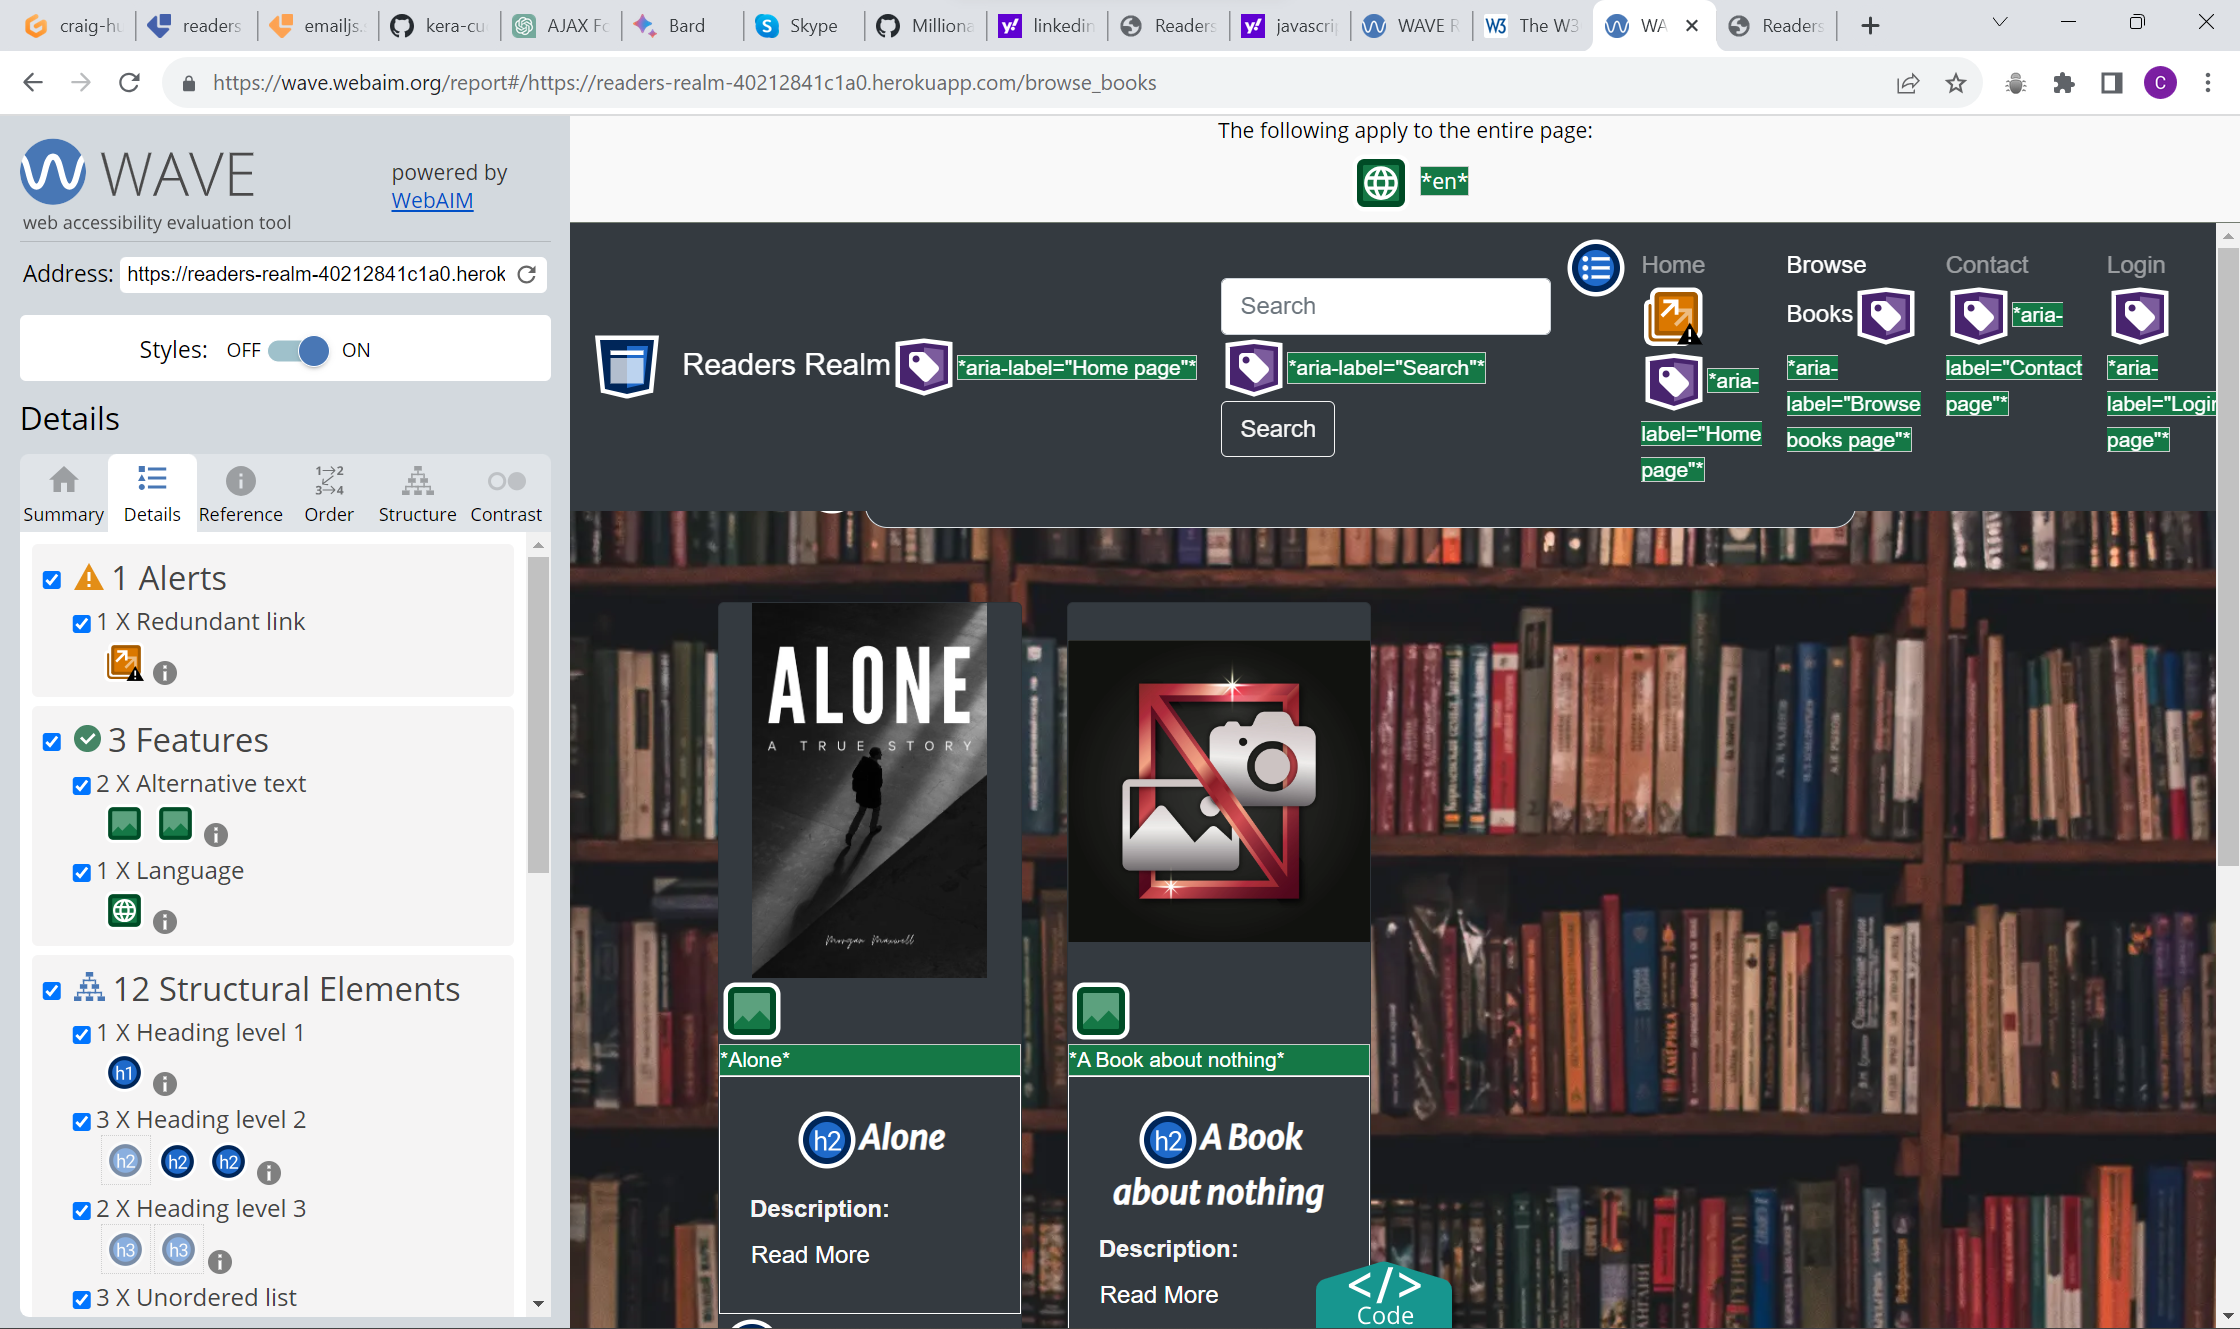 craig-hu
readers
emailjs.
kera-cu
AJAX Fo
Bard
Skype
Milliona
linkedin
Readers
javascri
WAVE R
The W3
WA
Readers
https://wave.webaim.org/report#/https://readers-realm-40212841c1a0.herokuapp.com/browse_books
C
WAVE
web accessibility evaluation tool
powered by
WebAIM
Address: https://readers-realm-40212841c1a0.herok
Styles: OFF ON
Details
Summary Details Reference Order Structure Contrast
1 Alerts
1 X Redundant link
3 Features
2 X Alternative text
1 X Language
12 Structural Elements
1 X Heading level 1
h1
3 X Heading level 2
h2 h2 h2
2 X Heading level 3
h3 h3
3 X Unordered list
The following apply to the entire page:
*en*
Readers Realm *aria-label="Home page"*
Search
*aria-label="Search"*
Search
Home
*aria-
label="Home
page"*
Browse
Books
*aria-
label="Browse
books page"*
Contact
*aria-
label="Contact
page"*
Login
*aria-
label="Login
page"*
ALONE
A TRUE STORY
Morgan Maxwell
*Alone*
h2 Alone
Description:
Read More
*A Book about nothing*
h2 A Book
about nothing
Description:
Read More
</>
Code